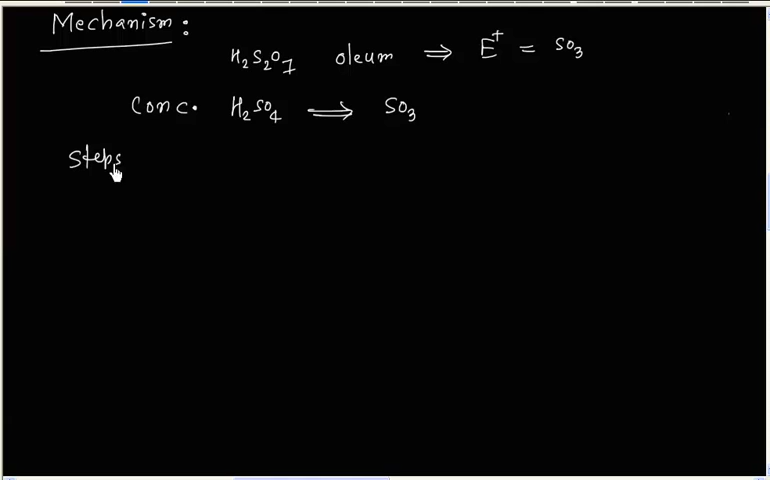 Mechanism :
H₂S₂O₇ oleum ⇒ E⁺ = SO₃
Conc. H₂SO₄ ⟹ SO₃
Steps